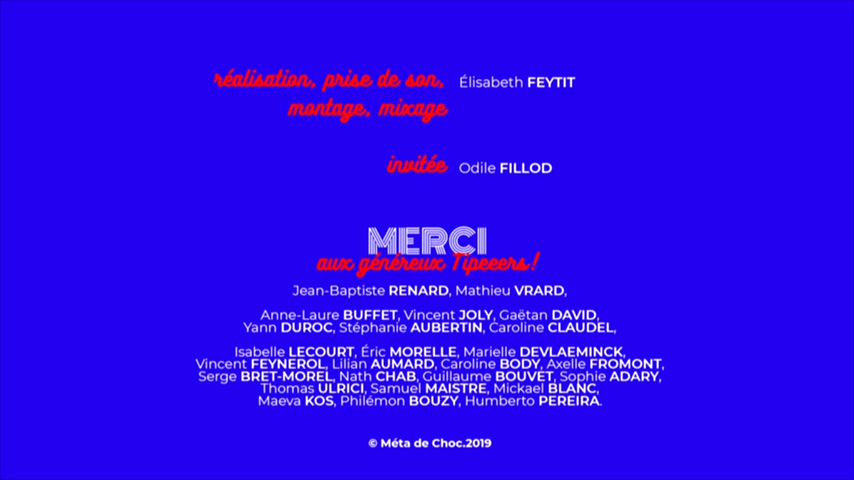 réalisation, prise de son, Élisabeth FEYTIT
montage, mixage
invitée Odile FILLOD
MERCI
aux généreux Tipeeers!
Jean-Baptiste RENARD, Mathieu VRARD,
Anne-Laure BUFFET, Vincent JOLY, Gaëtan DAVID,
Yann DUROC, Stéphanie AUBERTIN, Caroline CLAUDEL,
Isabelle LECOURT, Éric MORELLE, Marielle DEVLAEMINCK,
Vincent FEYNEROL, Lilian AUMARD, Caroline BODY, Axelle FROMONT,
Serge BRET-MOREL, Nath CHAB, Guillaume BOUVET, Sophie ADARY,
Thomas ULRICI, Samuel MAISTRE, Mickael BLANC,
Maeva KOS, Philémon BOUZY, Humberto PEREIRA.
© Méta de Choc.2019